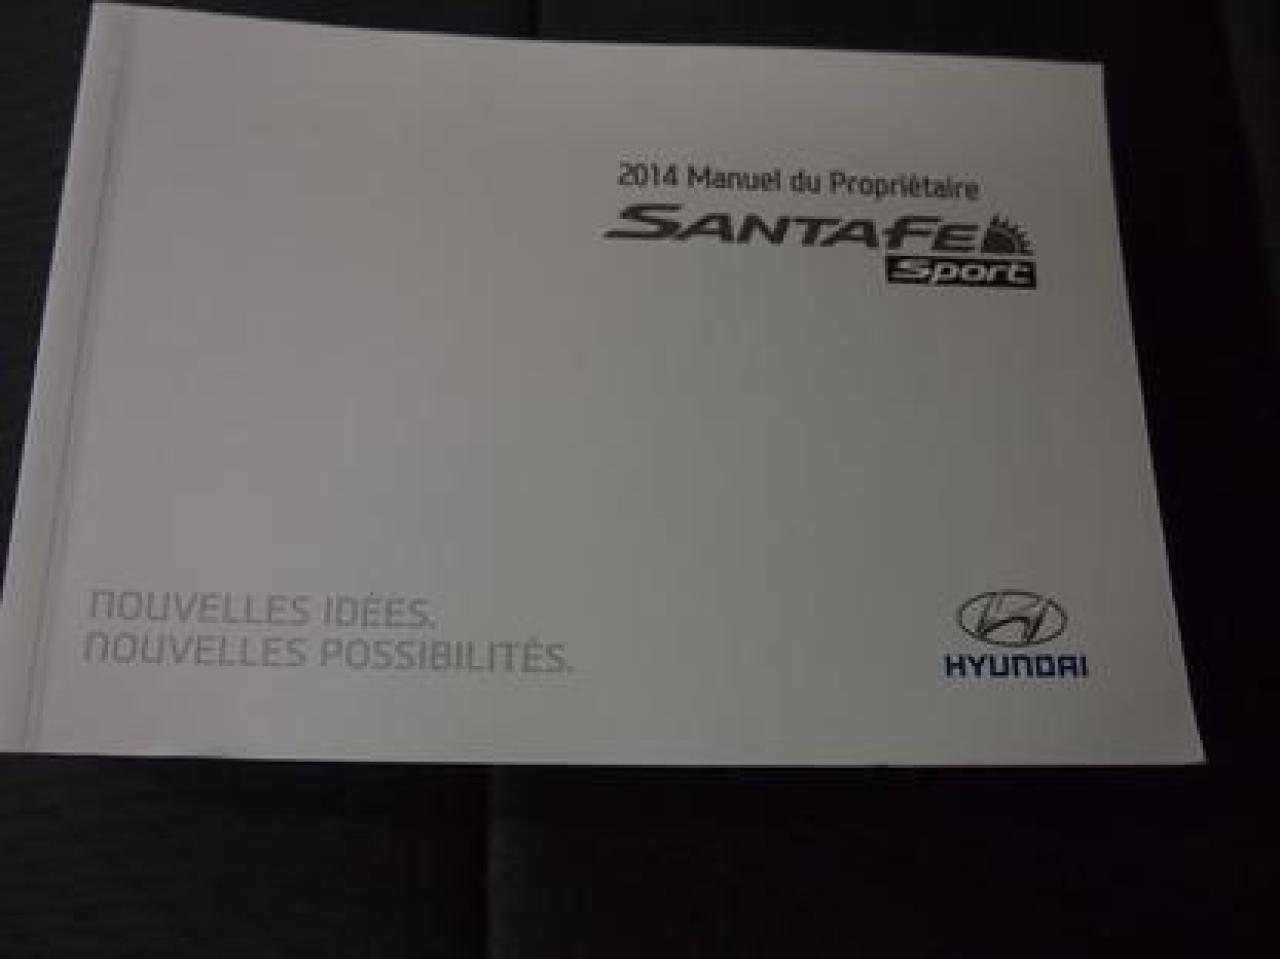 2014 Manuel du Propriétaire
SANTAFE
Sport
NOUVELLES IDÉES.
NOUVELLES POSSIBILITÉS.
HYUNDAI